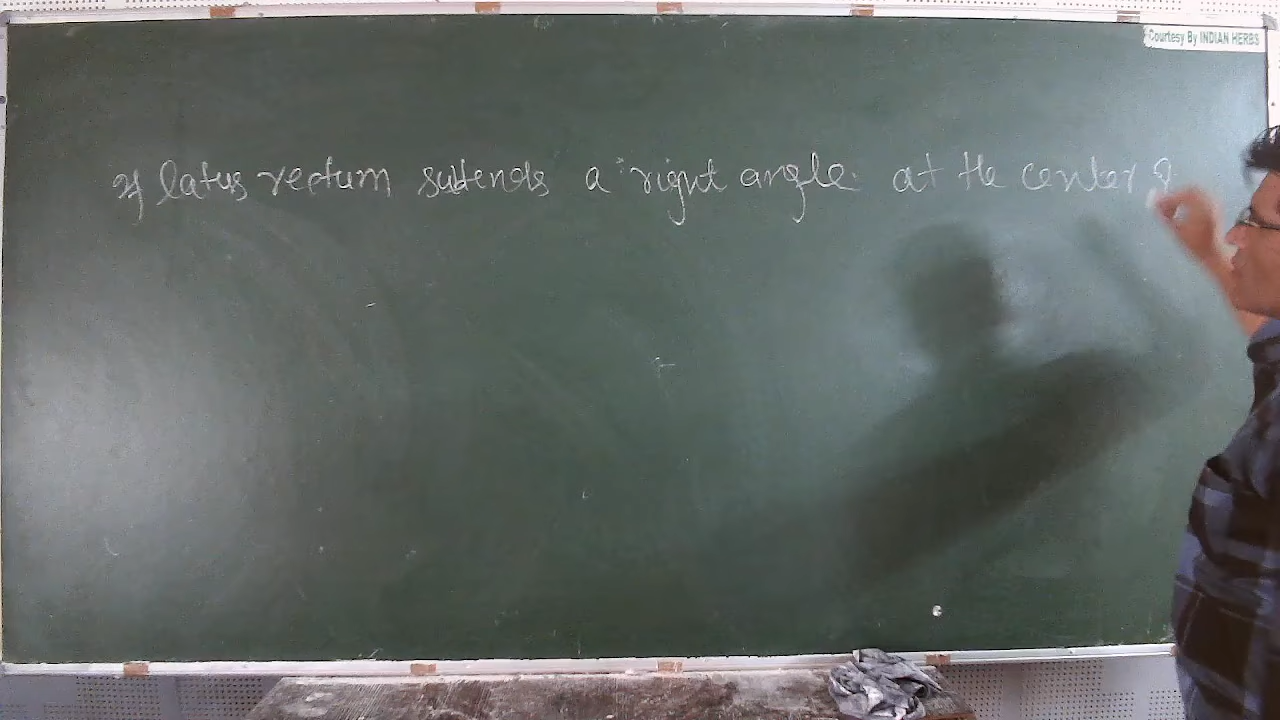 Courtesy By INDIAN HERBS
If latus rectum subtends a right angle at the center